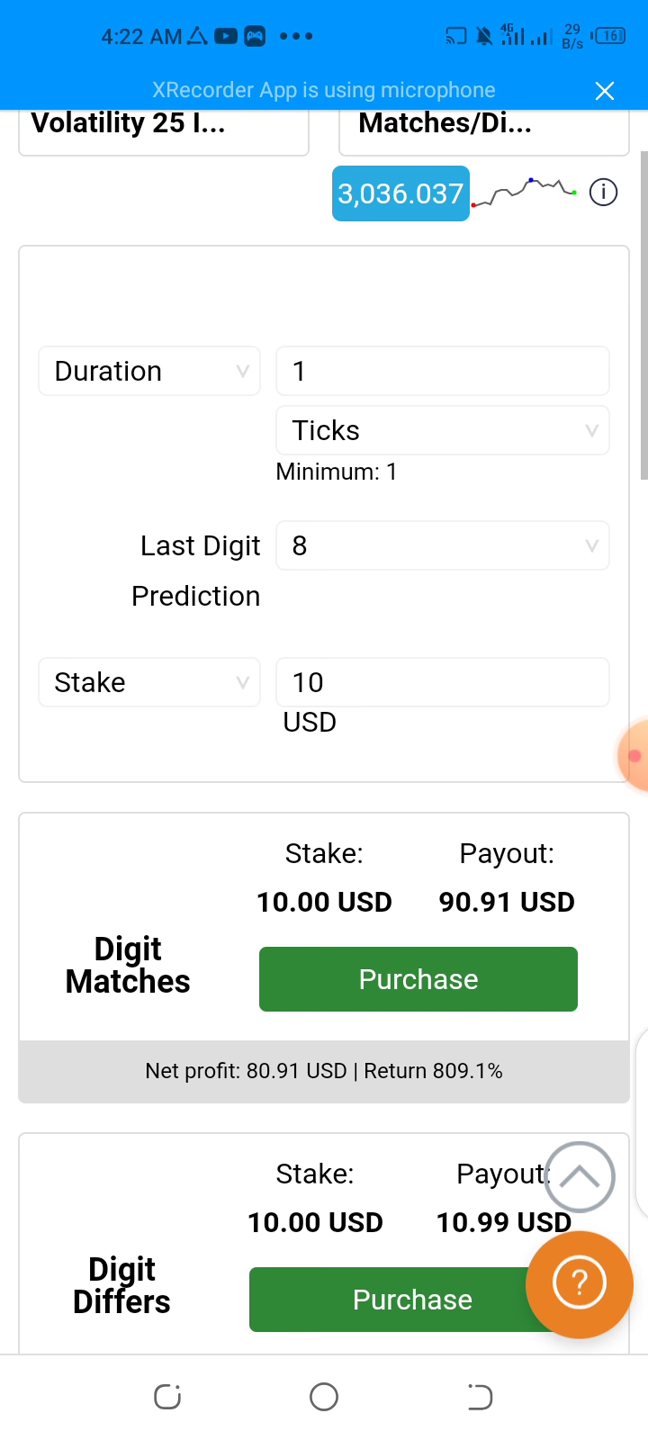 4:22 AM
4G
29
B/s
16
XRecorder App is using microphone
Volatility 25 I...
Matches/Di...
3,036.037
Duration
1
Ticks
Minimum: 1
Last Digit
Prediction
8
Stake
10
USD
Stake:
Payout:
10.00 USD
90.91 USD
Digit
Matches
Purchase
Net profit: 80.91 USD | Return 809.1%
Stake:
Payout:
10.00 USD
10.99 USD
Digit
Differs
Purchase